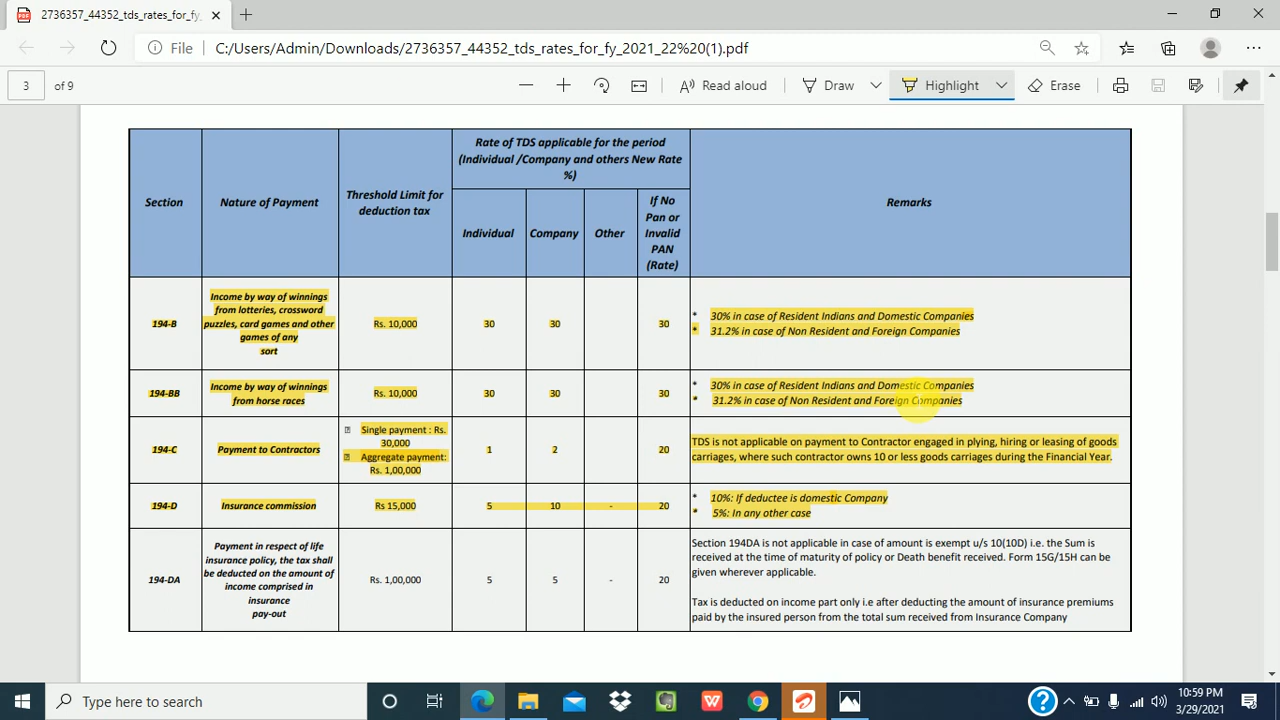 2736357_44352_tds_rates_for_fy_
File
C:/Users/Admin/Downloads/2736357_44352_tds_rates_for_fy_2021_22%20(1).pdf
3
of 9
Read aloud
Draw
Highlight
Erase
Section
Nature of Payment
Threshold Limit for
deduction tax
Rate of TDS applicable for the period
(Individual /Company and others New Rate
%)
Individual
Company
Other
If No
Pan or
Invalid
PAN
(Rate)
Remarks
194-B
Income by way of winnings
from lotteries, crossword
puzzles, card games and other
games of any
sort
Rs. 10,000
30
30
30
* 30% in case of Resident Indians and Domestic Companies
* 31.2% in case of Non Resident and Foreign Companies
194-BB
Income by way of winnings
from horse races
Rs. 10,000
30
30
30
* 30% in case of Resident Indians and Domestic Companies
* 31.2% in case of Non Resident and Foreign Companies
194-C
Payment to Contractors
Single payment : Rs.
30,000
Aggregate payment:
Rs. 1,00,000
1
2
20
TDS is not applicable on payment to Contractor engaged in plying, hiring or leasing of goods
carriages, where such contractor owns 10 or less goods carriages during the Financial Year.
194-D
Insurance commission
Rs 15,000
5
10
-
20
* 10%: If deductee is domestic Company
* 5%: In any other case
194-DA
Payment in respect of life
insurance policy, the tax shall
be deducted on the amount of
income comprised in
insurance
pay-out
Rs. 1,00,000
5
5
-
20
Section 194DA is not applicable in case of amount is exempt u/s 10(10D) i.e. the Sum is
received at the time of maturity of policy or Death benefit received. Form 15G/15H can be
given wherever applicable.
Tax is deducted on income part only i.e after deducting the amount of insurance premiums
paid by the insured person from the total sum received from Insurance Company
Type here to search
10:59 PM
3/29/2021